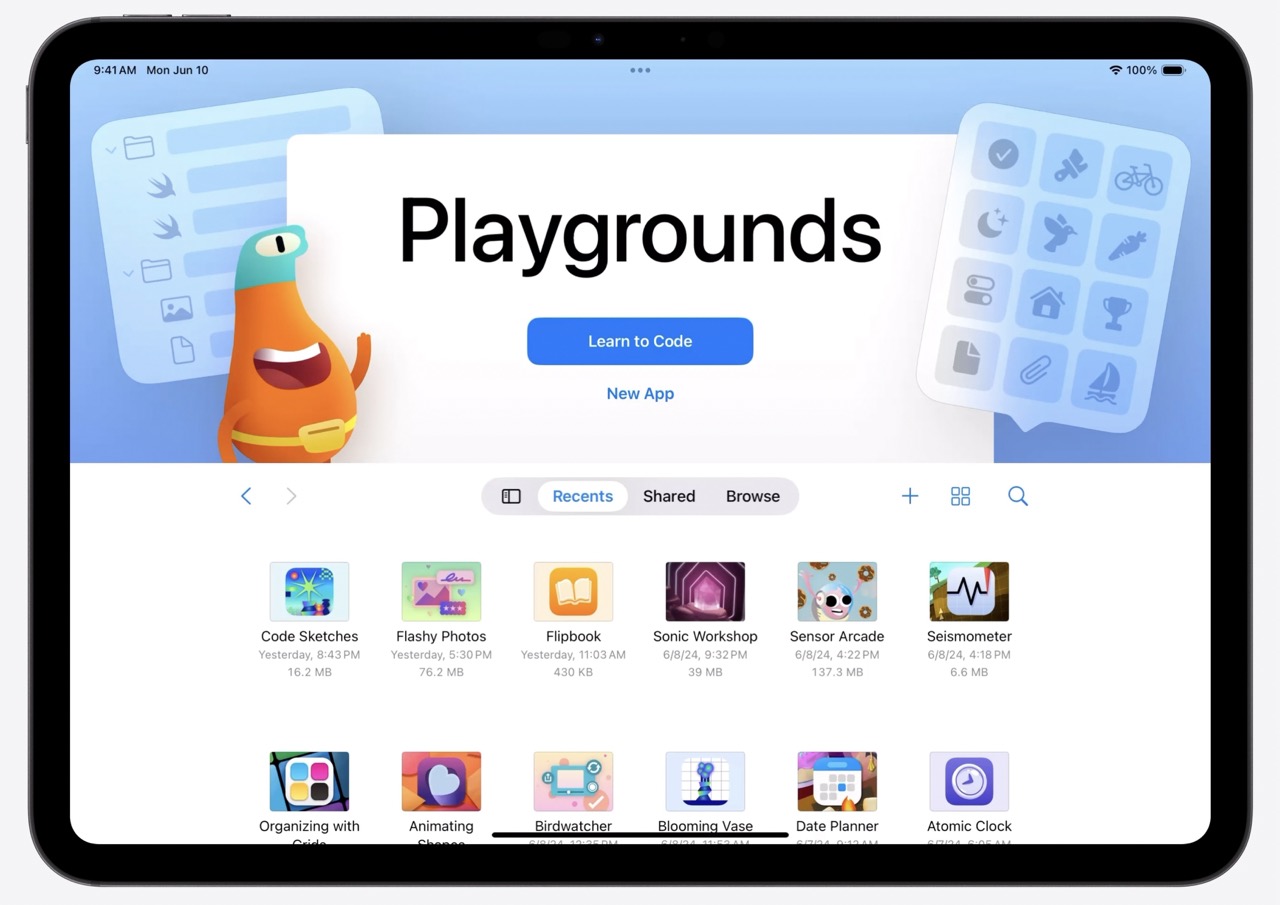 9:41 AM Mon Jun 10
100%
Playgrounds
Learn to Code
New App
Recents Shared Browse
Code Sketches Flashy Photos Flipbook Sonic Workshop Sensor Arcade Seismometer
Yesterday, 8:43 PM Yesterday, 5:30 PM Yesterday, 11:03 AM 6/8/24, 9:32 PM 6/8/24, 4:22 PM 6/8/24, 4:18 PM
16.2 MB 76.2 MB 430 KB 39 MB 137.3 MB 6.6 MB
Organizing with Animating Birdwatcher Blooming Vase Date Planner Atomic Clock